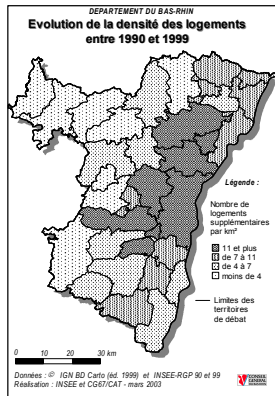 DEPARTEMENT DU BAS-RHIN
Evolution de la densité des logements
entre 1990 et 1999
Légende :
Nombre de
logements
supplémentaires
par km²
11 et plus
de 7 à 11
de 4 à 7
moins de 4
Limites des
territoires
de débat
0 10 20 30 km
Données : © IGN BD Carto (éd. 1999) et INSEE-RGP 90 et 99
Réalisation : INSEE et CG67/CAT - mars 2003
CONSEIL
GENERAL